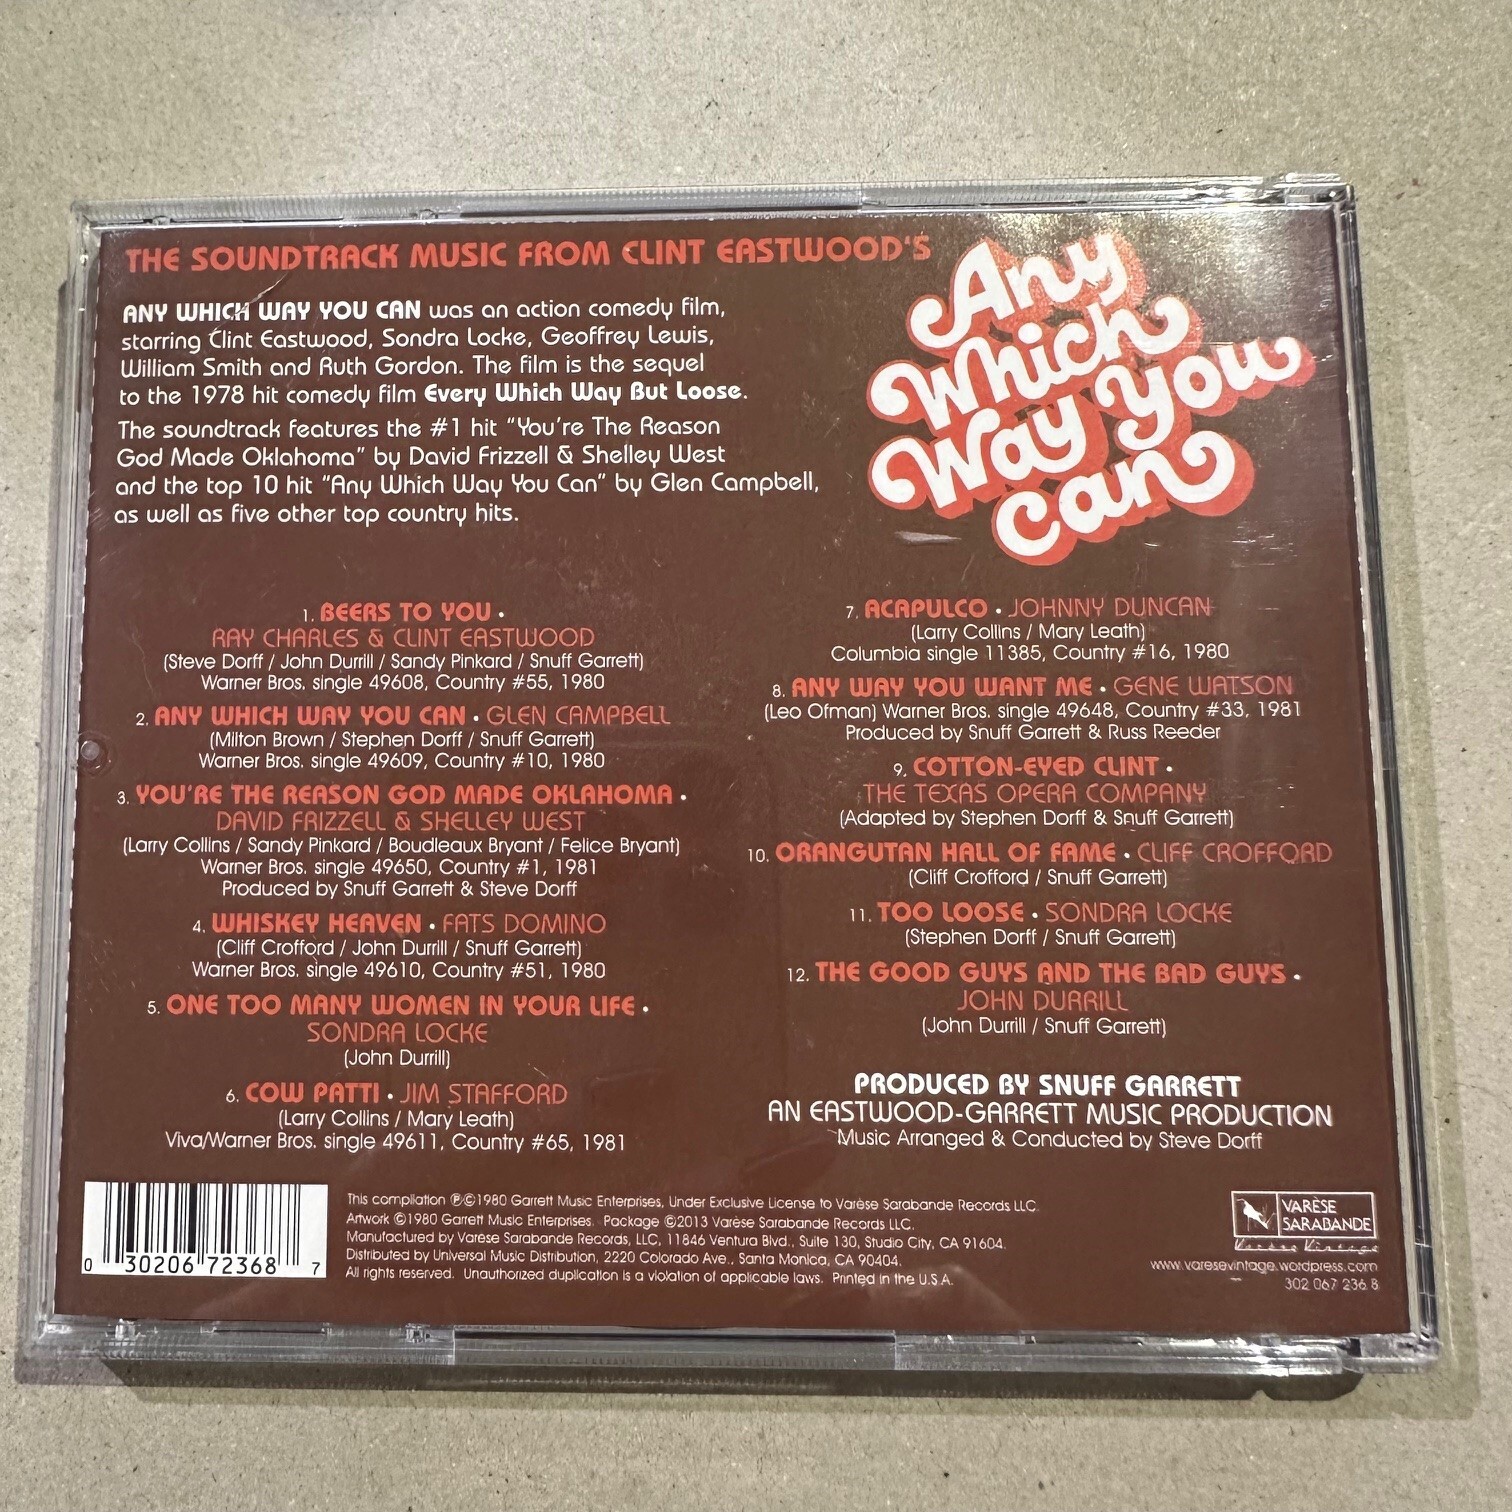 THE SOUNDTRACK MUSIC FROM CLINT EASTWOOD'S
Any
Which
Way You
Can
ANY WHICH WAY YOU CAN was an action comedy film,
starring Clint Eastwood, Sondra Locke, Geoffrey Lewis,
William Smith and Ruth Gordon. The film is the sequel
to the 1978 hit comedy film Every Which Way But Loose.
The soundtrack features the #1 hit "You're The Reason
God Made Oklahoma" by David Frizzell & Shelley West
and the top 10 hit "Any Which Way You Can" by Glen Campbell,
as well as five other top country hits.
1. BEERS TO YOU •
RAY CHARLES & CLINT EASTWOOD
(Steve Dorff / John Durrill / Sandy Pinkard / Snuff Garrett)
Warner Bros. single 49608, Country #55, 1980
2. ANY WHICH WAY YOU CAN • GLEN CAMPBELL
(Milton Brown / Stephen Dorff / Snuff Garrett)
Warner Bros. single 49609, Country #10, 1980
3. YOU'RE THE REASON GOD MADE OKLAHOMA •
DAVID FRIZZELL & SHELLEY WEST
(Larry Collins / Sandy Pinkard / Boudleaux Bryant / Felice Bryant)
Warner Bros. single 49650, Country #1, 1981
Produced by Snuff Garrett & Steve Dorff
4. WHISKEY HEAVEN • FATS DOMINO
(Cliff Crofford / John Durrill / Snuff Garrett)
Warner Bros. single 49610, Country #51, 1980
5. ONE TOO MANY WOMEN IN YOUR LIFE •
SONDRA LOCKE
(John Durrill)
6. COW PATTI • JIM STAFFORD
(Larry Collins / Mary Leath)
Viva/Warner Bros. single 49611, Country #65, 1981
7. ACAPULCO • JOHNNY DUNCAN
(Larry Collins / Mary Leath)
Columbia single 11385, Country #16, 1980
8. ANY WAY YOU WANT ME • GENE WATSON
(Leo Ofman) Warner Bros. single 49648, Country #33, 1981
Produced by Snuff Garrett & Russ Reeder
9. COTTON-EYED CLINT •
THE TEXAS OPERA COMPANY
(Adapted by Stephen Dorff & Snuff Garrett)
10. ORANGUTAN HALL OF FAME • CLIFF CROFFORD
(Cliff Crofford / Snuff Garrett)
11. TOO LOOSE • SONDRA LOCKE
(Stephen Dorff / Snuff Garrett)
12. THE GOOD GUYS AND THE BAD GUYS •
JOHN DURRILL
(John Durrill / Snuff Garrett)
PRODUCED BY SNUFF GARRETT
AN EASTWOOD-GARRETT MUSIC PRODUCTION
Music Arranged & Conducted by Steve Dorff
0 30206 72368 7
This compilation ℗©1980 Garrett Music Enterprises, Under Exclusive License to Varèse Sarabande Records LLC.
Artwork ©1980 Garrett Music Enterprises. Package ©2013 Varèse Sarabande Records LLC.
Manufactured by Varèse Sarabande Records, LLC, 11846 Ventura Blvd., Suite 130, Studio City, CA 91604.
Distributed by Universal Music Distribution, 2220 Colorado Ave., Santa Monica, CA 90404.
All rights reserved. Unauthorized duplication is a violation of applicable laws. Printed in the U.S.A.
VARÈSE
SARABANDE
Varèse Vintage
www.varesevintage.wordpress.com
302 067 236 8